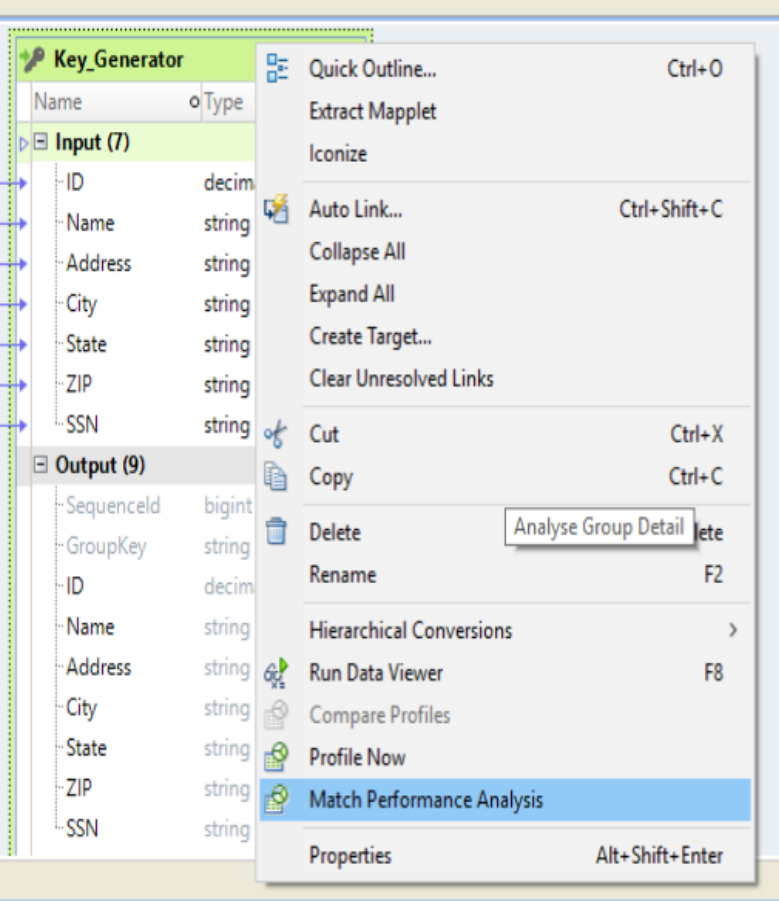 Key_Generator
Name Type
Input (7)
ID decim
Name string
Address string
City string
State string
ZIP string
SSN string
Output (9)
SequenceId bigint
GroupKey string
ID decim
Name string
Address string
City string
State string
ZIP string
SSN string
Quick Outline... Ctrl+O
Extract Mapplet
Iconize
Auto Link... Ctrl+Shift+C
Collapse All
Expand All
Create Target...
Clear Unresolved Links
Cut Ctrl+X
Copy Ctrl+C
Delete lete
Analyse Group Detail
Rename F2
Hierarchical Conversions
Run Data Viewer F8
Compare Profiles
Profile Now
Match Performance Analysis
Properties Alt+Shift+Enter